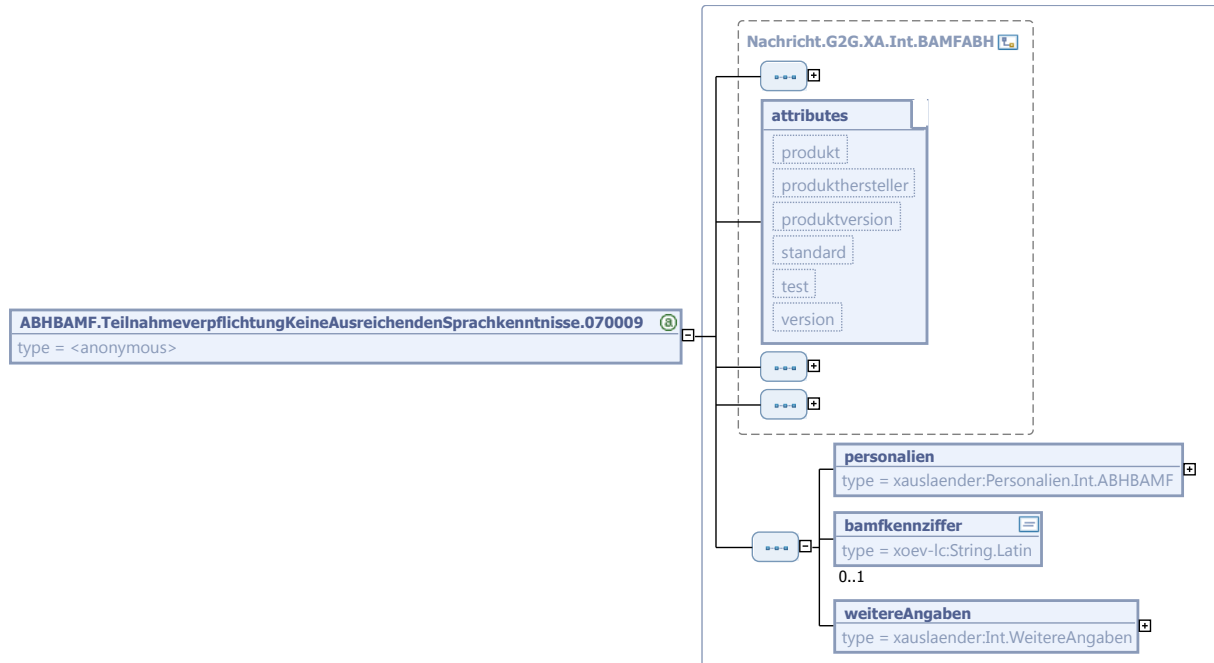 Nachricht.G2G.XA.Int.BAMFABH
attributes
produkt
produkthersteller
produktversion
standard
test
version
ABHBAMF.TeilnahmeverpflichtungKeineAusreichendenSprachkenntnisse.070009 a
type = <anonymous>
personalien
type = xauslaender:Personalien.Int.ABHBAMF
bamfkennziffer
type = xoev-lc:String.Latin
0..1
weitereAngaben
type = xauslaender:Int.WeitereAngaben